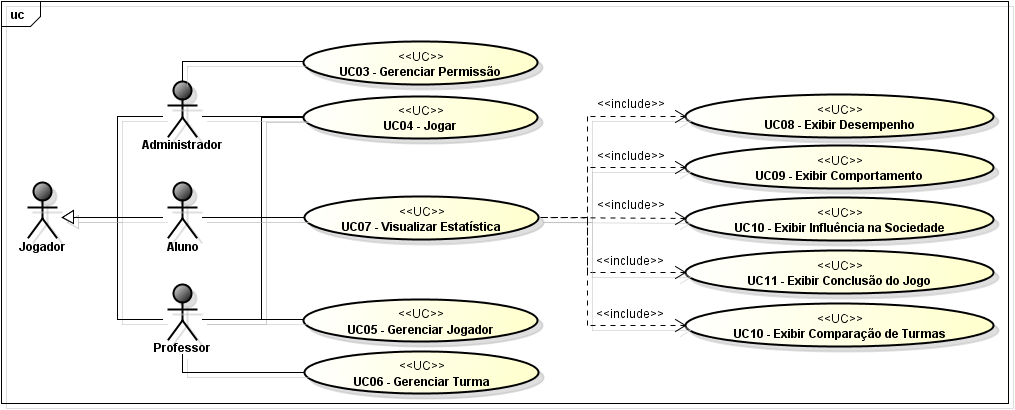 uc
<<UC>>
UC03 - Gerenciar Permissão
Administrador
<<UC>>
UC04 - Jogar
<<include>>
<<UC>>
UC08 - Exibir Desempenho
<<include>>
<<UC>>
UC09 - Exibir Comportamento
Jogador
Aluno
<<UC>>
UC07 - Visualizar Estatística
<<include>>
<<UC>>
UC10 - Exibir Influência na Sociedade
<<include>>
<<UC>>
UC11 - Exibir Conclusão do Jogo
Professor
<<UC>>
UC05 - Gerenciar Jogador
<<include>>
<<UC>>
UC10 - Exibir Comparação de Turmas
<<UC>>
UC06 - Gerenciar Turma